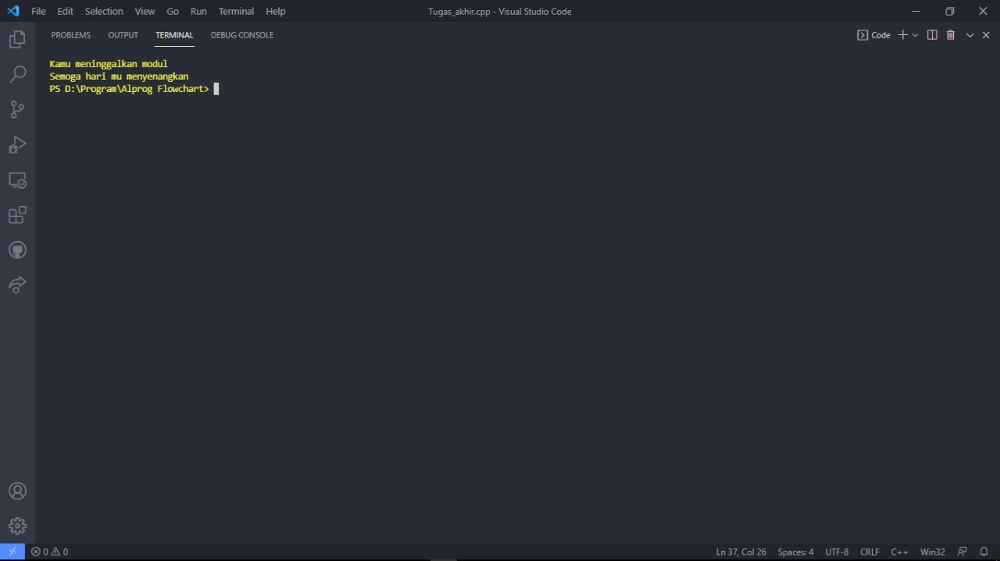 File Edit Selection View Go Run Terminal Help Tugas_akhir.cpp - Visual Studio Code
PROBLEMS OUTPUT TERMINAL DEBUG CONSOLE Code
Kamu meninggalkan modul
Semoga hari mu menyenangkan
PS D:\Program\Alprog Flowchart>
0 0 Ln 37, Col 26 Spaces: 4 UTF-8 CRLF C++ Win32